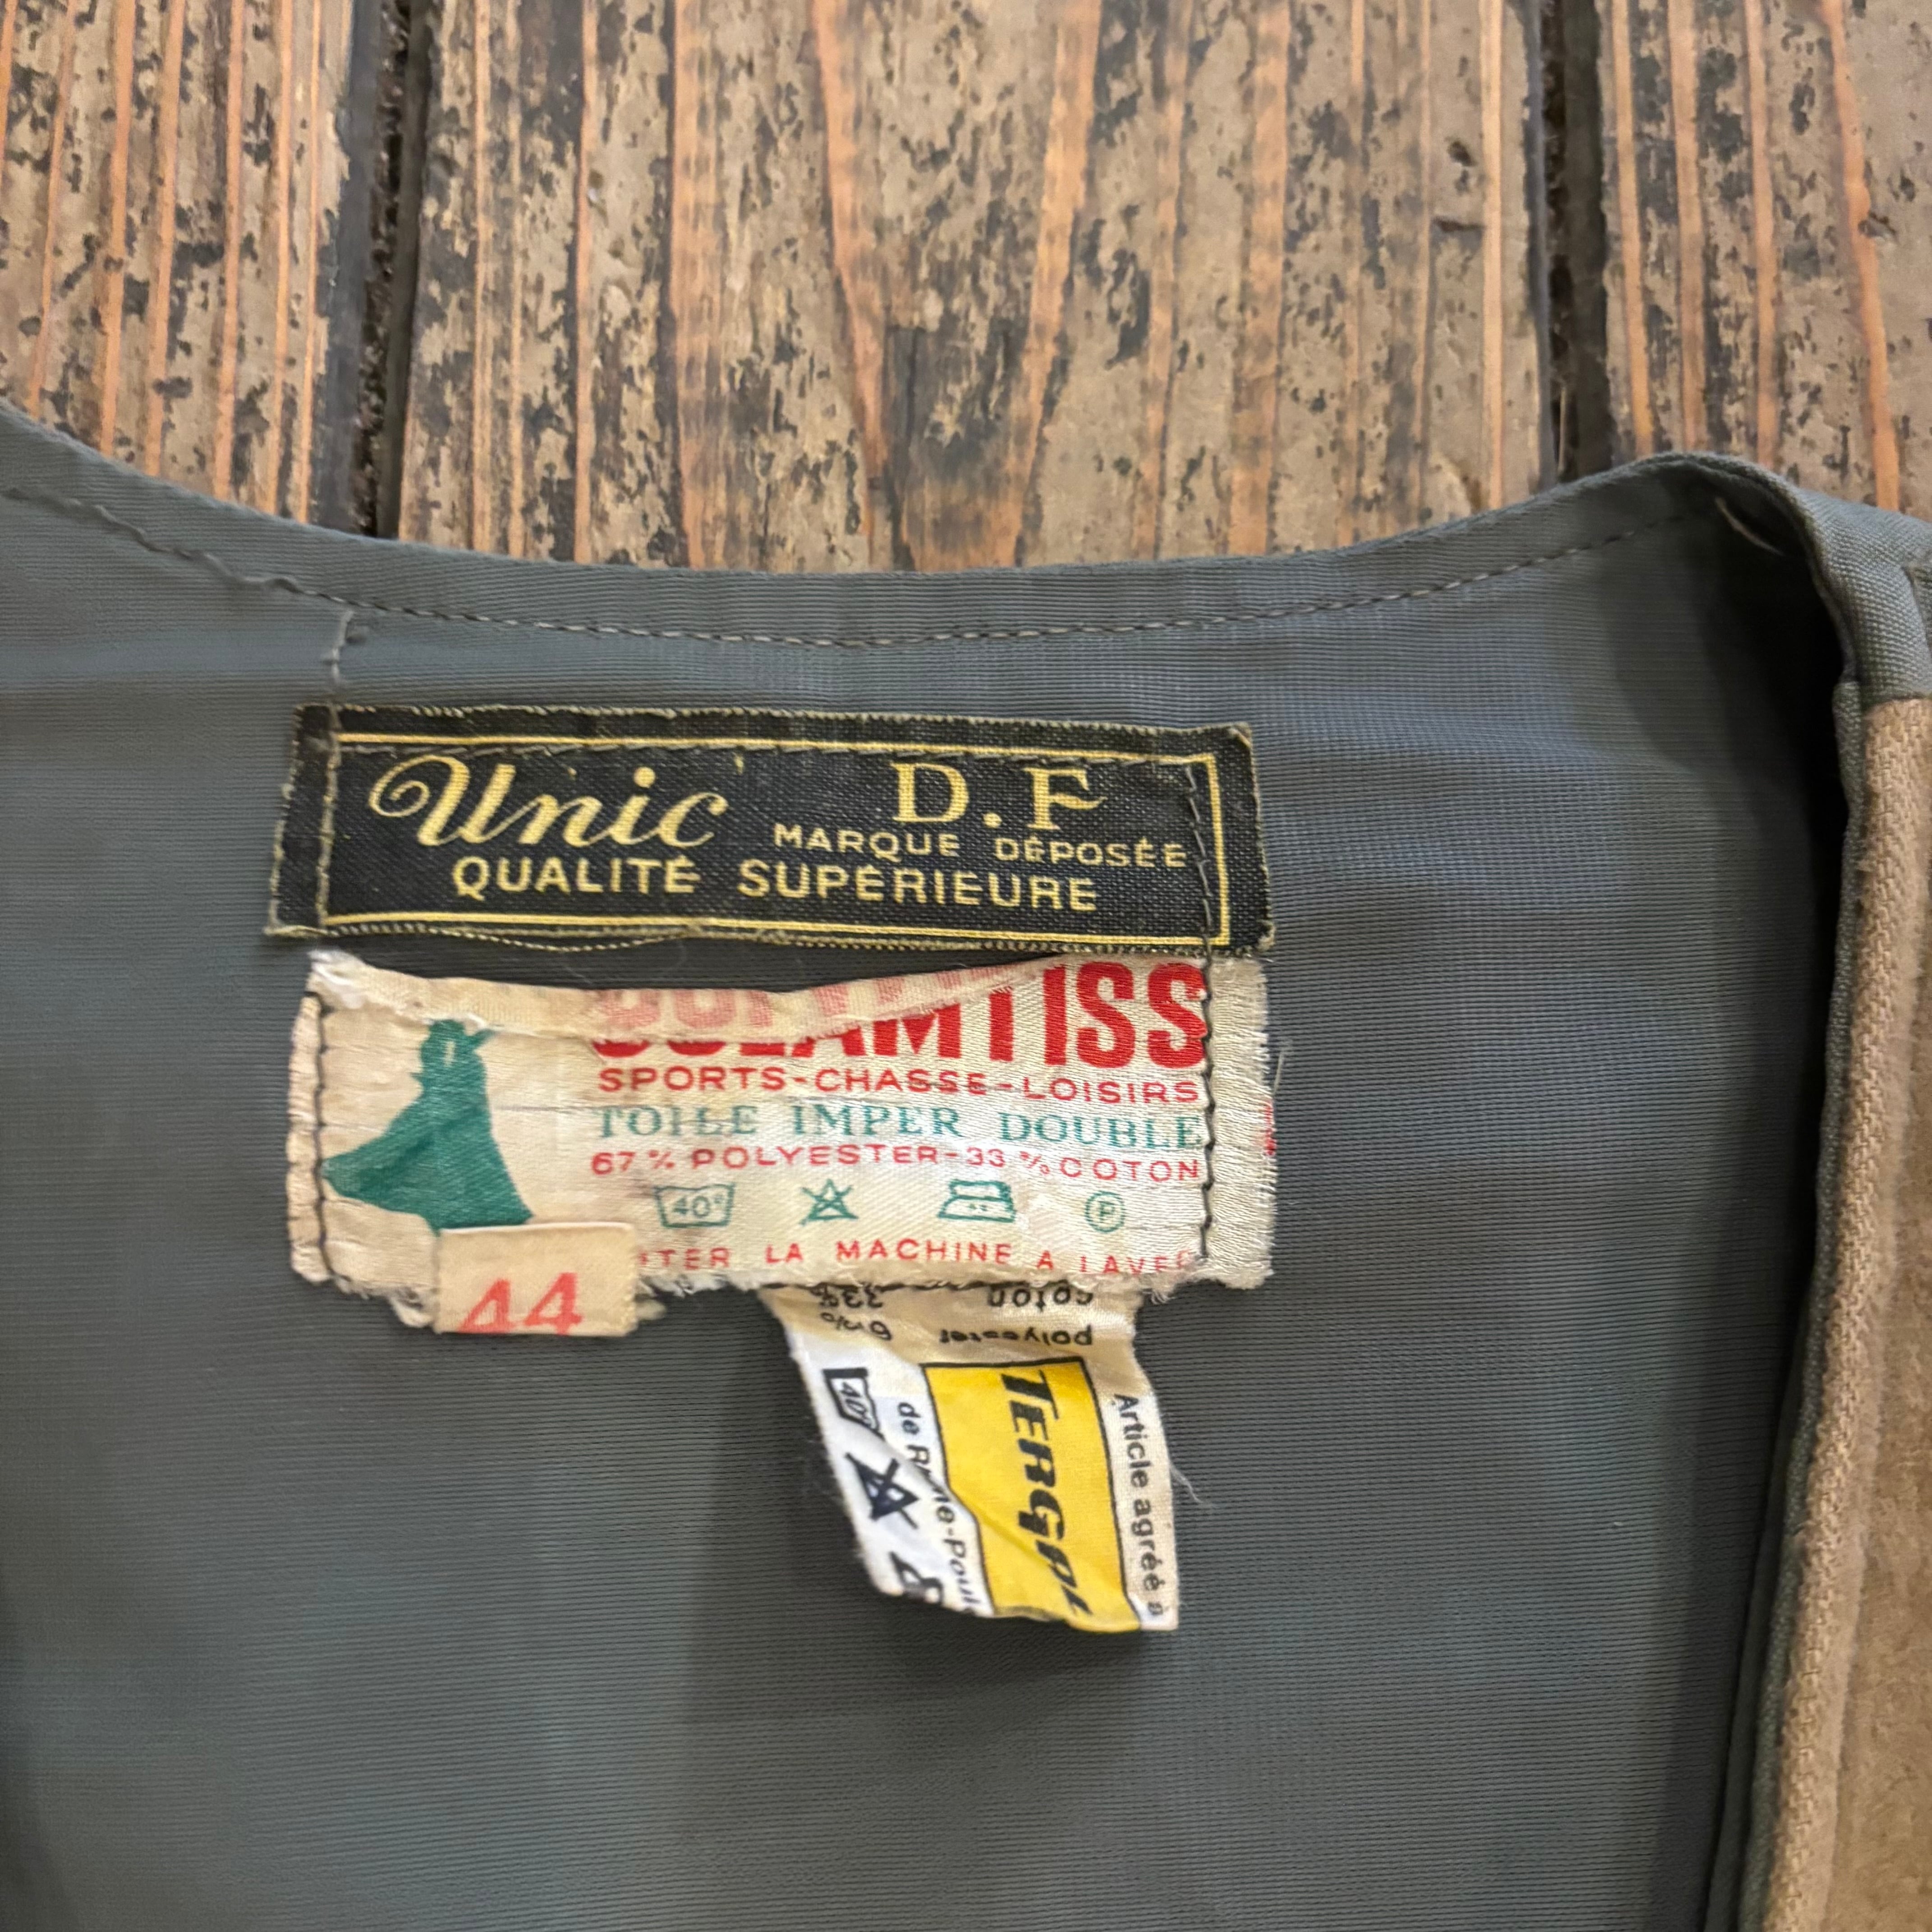 Unic D.F
MARQUE DÉPOSÉE
QUALITÉ SUPÉRIEURE
SPORTS-CHASSE-LOISIRS
TOILE IMPER DOUBLE
67% POLYESTER-33% COTON
40° P
LA MACHINE A LAVER
44
coton 33%
polyester
Article agréé à
TERGAL
de
40°